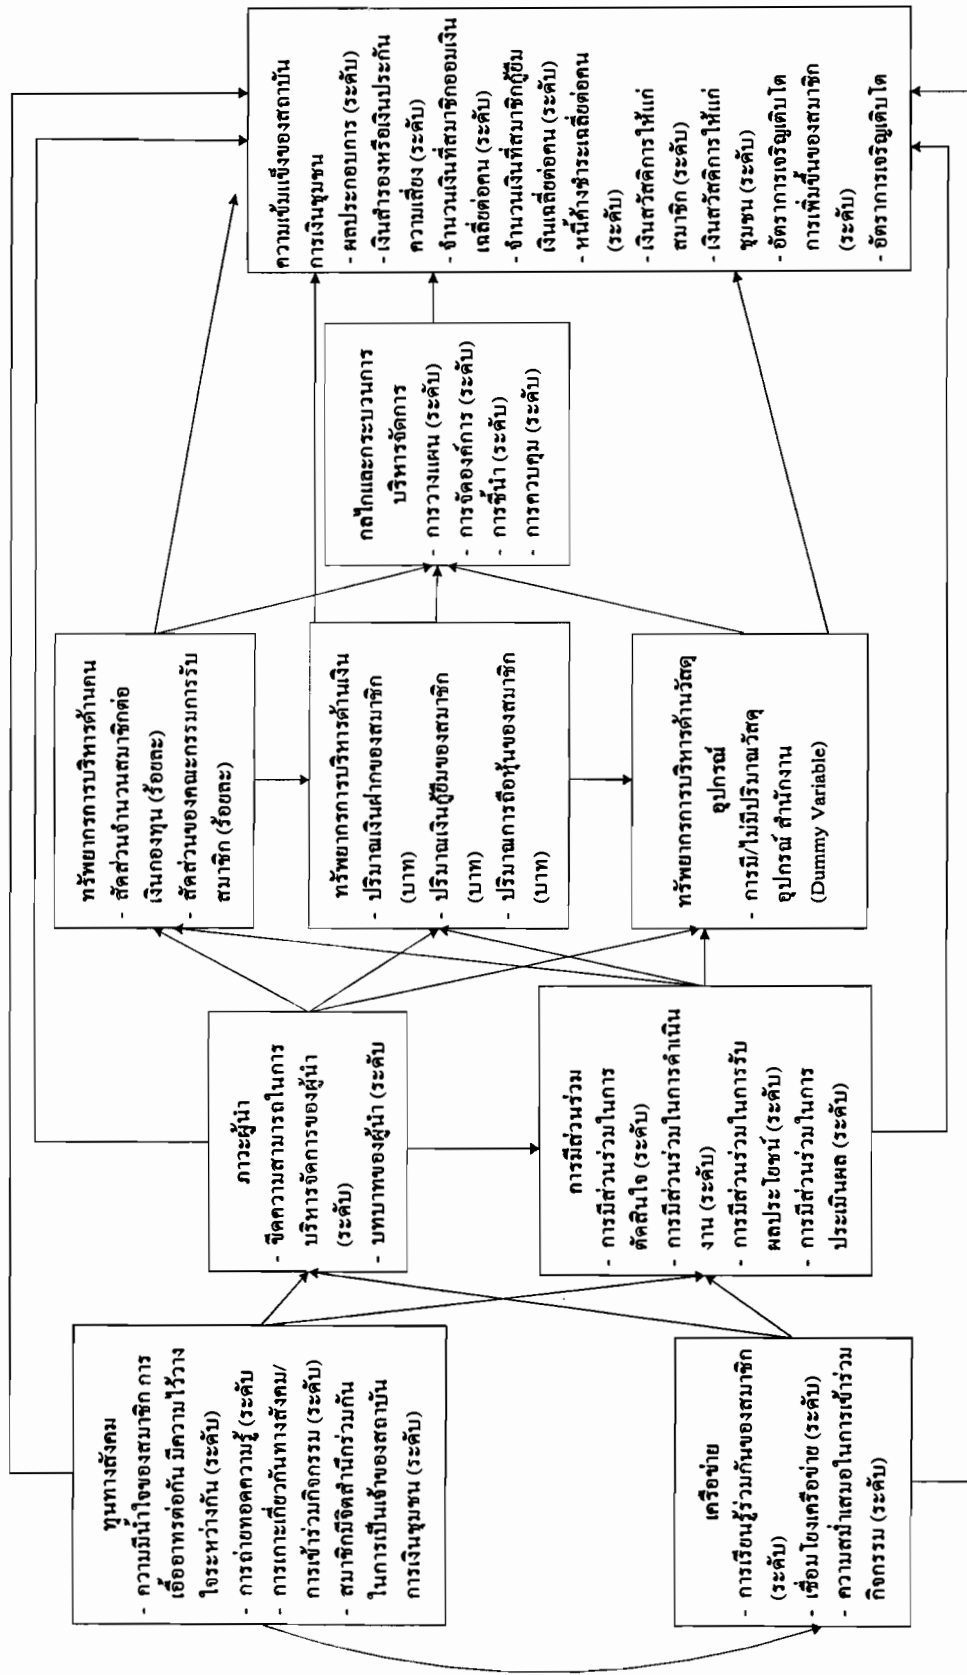 ทุนทางสังคม
- ความมีน้ำใจของสมาชิก การ
เอื้ออาทรต่อกัน มีความไว้วาง
ใจระหว่างกัน (ระดับ)
- การถ่ายทอดความรู้ (ระดับ
- การเกาะเกี่ยวกันทางสังคม/
การเข้าร่วมกิจกรรม (ระดับ)
- สมาชิกมีจิตสำนึกร่วมกัน
ในการเป็นเจ้าของสถาบัน
การเงินชุมชน (ระดับ)
เครือข่าย
- การเรียนรู้ร่วมกันของสมาชิก
(ระดับ)
- เชื่อมโยงเครือข่าย (ระดับ)
- ความสม่ำเสมอในการเข้าร่วม
กิจกรรม (ระดับ)
ภาวะผู้นำ
- ขีดความสามารถในการ
บริหารจัดการของผู้นำ
(ระดับ)
- บทบาทของผู้นำ (ระดับ
การมีส่วนร่วม
- การมีส่วนร่วมในการ
ตัดสินใจ (ระดับ)
- การมีส่วนร่วมในการดำเนิน
งาน (ระดับ)
- การมีส่วนร่วมในการรับ
ผลประโยชน์ (ระดับ)
- การมีส่วนร่วมในการ
ประเมินผล (ระดับ)
ทรัพยากรการบริหารด้านคน
- สัดส่วนจำนวนสมาชิกต่อ
เงินกองทุน (ร้อยละ)
- สัดส่วนของคณะกรรมการรับ
สมาชิก (ร้อยละ)
ทรัพยากรการบริหารด้านเงิน
- ปริมาณเงินฝากของสมาชิก
(บาท)
- ปริมาณเงินกู้ยืมของสมาชิก
(บาท)
- ปริมาณการถือหุ้นของสมาชิก
(บาท)
ทรัพยากรการบริหารด้านวัสดุ
อุปกรณ์
- การมี/ไม่มีปริมาณวัสดุ
อุปกรณ์ สำนักงาน
(Dummy Variable)
กลไกและกระบวนการ
บริหารจัดการ
- การวางแผน (ระดับ)
- การจัดองค์การ (ระดับ)
- การชี้นำ (ระดับ)
- การควบคุม (ระดับ)
ความเข้มแข็งของสถาบัน
การเงินชุมชน
- ผลประกอบการ (ระดับ)
- เงินสำรองหรือเงินประกัน
ความเสี่ยง (ระดับ)
- จำนวนเงินที่สมาชิกออมเงิน
เฉลี่ยต่อคน (ระดับ)
- จำนวนเงินที่สมาชิกกู้ยืม
เงินเฉลี่ยต่อคน (ระดับ)
- หนี้ค้างชำระเฉลี่ยต่อคน
(ระดับ)
- เงินสวัสดิการให้แก่
สมาชิก (ระดับ)
- เงินสวัสดิการให้แก่
ชุมชน (ระดับ)
- อัตราการเจริญเติบโต
การเพิ่มขึ้นของสมาชิก
(ระดับ)
- อัตราการเจริญเติบโต